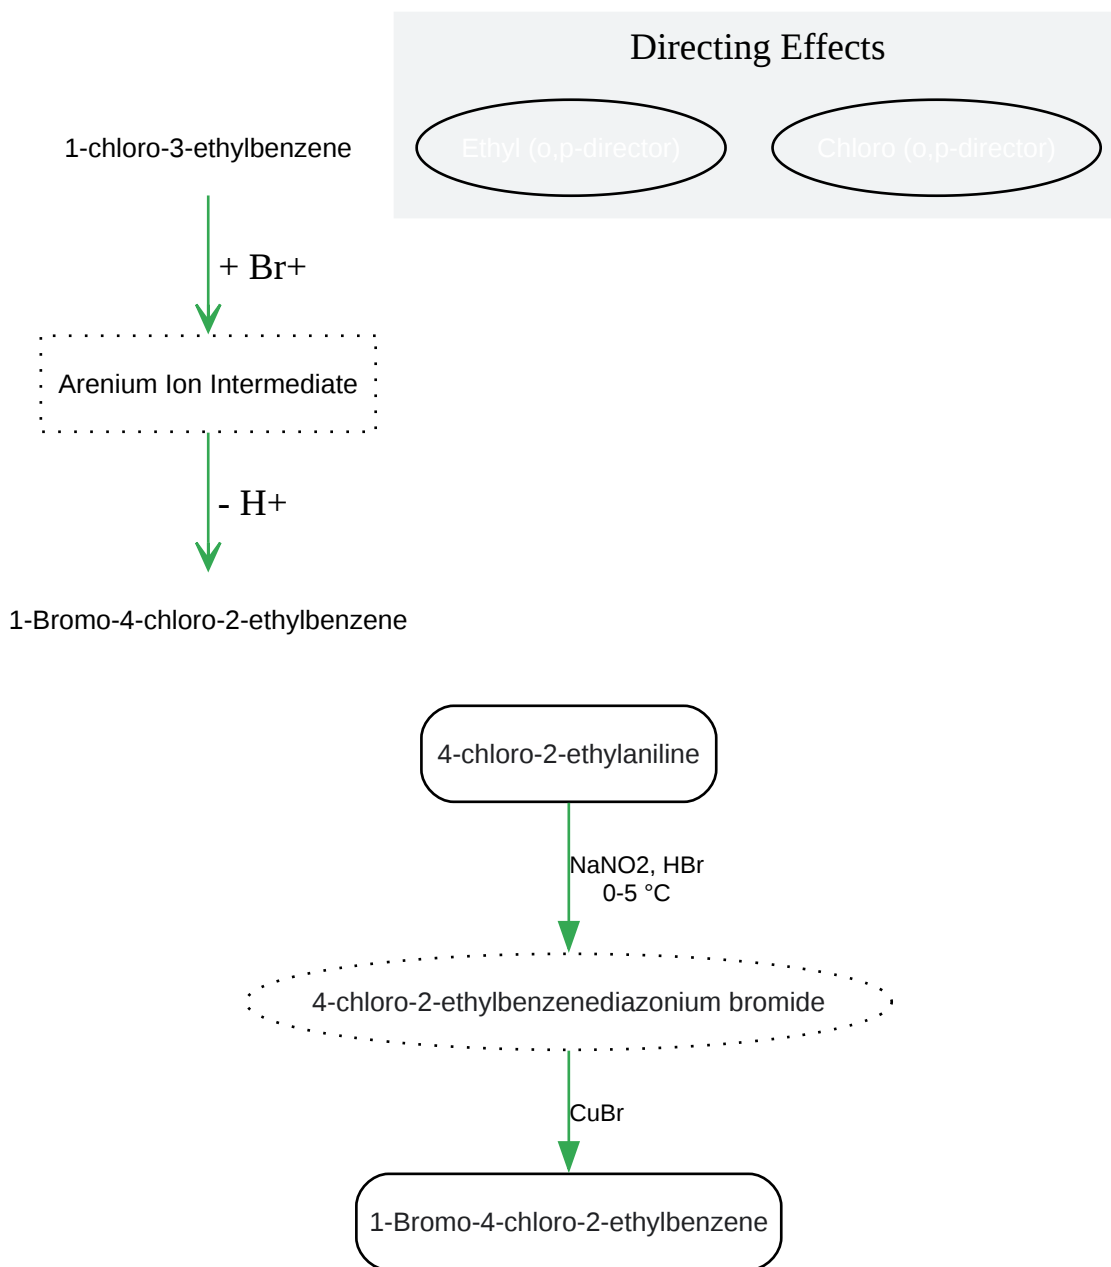 Directing Effects
1-chloro-3-ethylbenzene
Ethyl (o,p-director)
Chloro (o,p-director)
+ Br+
Arenium Ion Intermediate
- H+
1-Bromo-4-chloro-2-ethylbenzene
4-chloro-2-ethylaniline
NaNO2, HBr
0-5 °C
4-chloro-2-ethylbenzenediazonium bromide
CuBr
1-Bromo-4-chloro-2-ethylbenzene